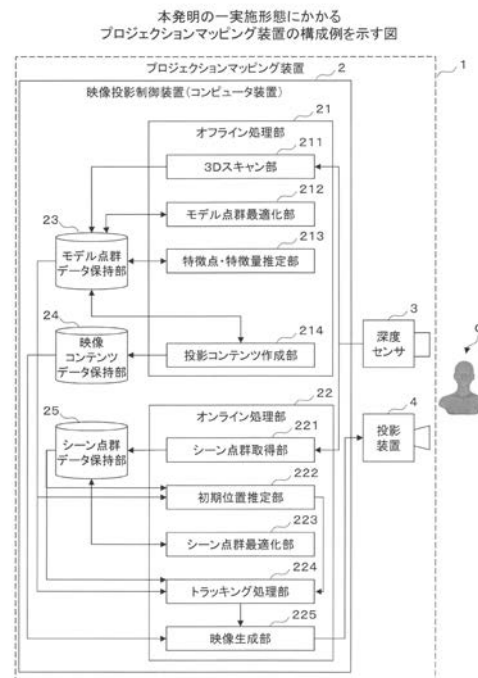 本発明の一実施形態にかかる
プロジェクションマッピング装置の構成例を示す図
プロジェクションマッピング装置
1
2
映像投影制御装置(コンピュータ装置)
21
オフライン処理部
211
3Dスキャン部
212
モデル点群最適化部
23
213
モデル点群
データ保持部
特徴点・特徴量推定部
3
深度
センサ
24
214
映像
コンテンツ
データ保持部
投影コンテンツ作成部
4
投影
装置
25
22
オンライン処理部
シーン点群
データ保持部
221
シーン点群取得部
222
初期位置推定部
223
シーン点群最適化部
224
トラッキング処理部
225
映像生成部